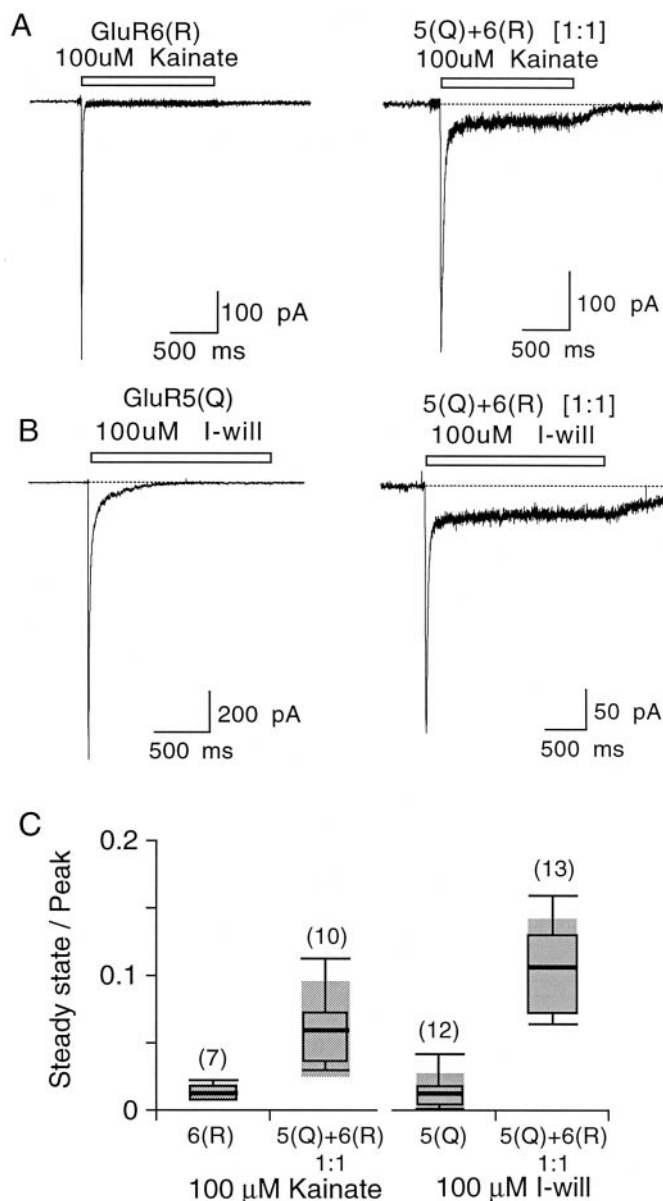 A
GluR6(R)
100uM Kainate
5(Q)+6(R) [1:1]
100uM Kainate
100 pA
500 ms
100 pA
500 ms
B
GluR5(Q)
100uM I-will
5(Q)+6(R) [1:1]
100uM I-will
200 pA
500 ms
50 pA
500 ms
C
Steady state / Peak
0.2
0.1
0
(7)
(10)
(12)
(13)
6(R)
5(Q)+6(R)
1:1
5(Q)
5(Q)+6(R)
1:1
100 μM Kainate
100 μM I-will